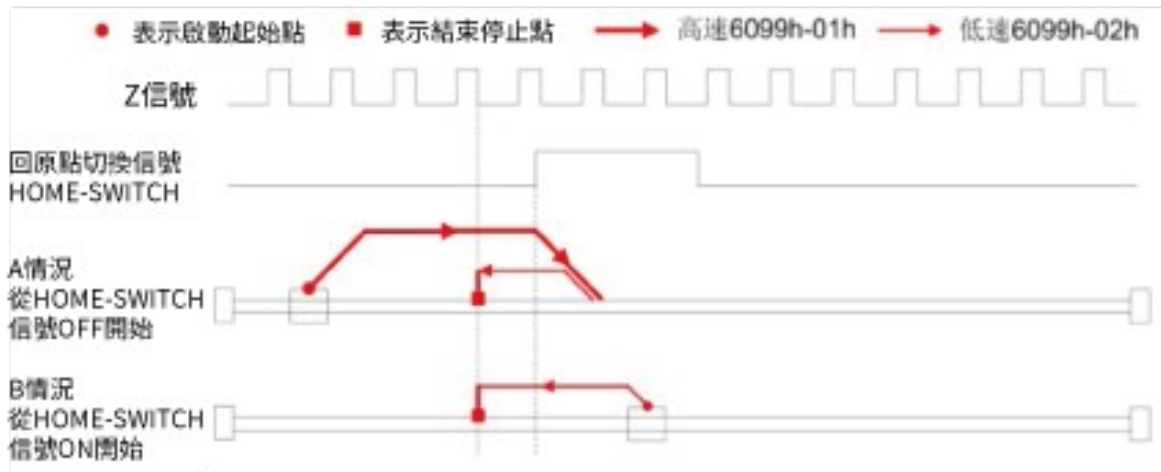 表示啟動起始點 表示結束停止點 高速6099h-01h 低速6099h-02h
Z信號
回原點切換信號
HOME-SWITCH
A情況
從HOME-SWITCH
信號OFF開始
B情況
從HOME-SWITCH
信號ON開始